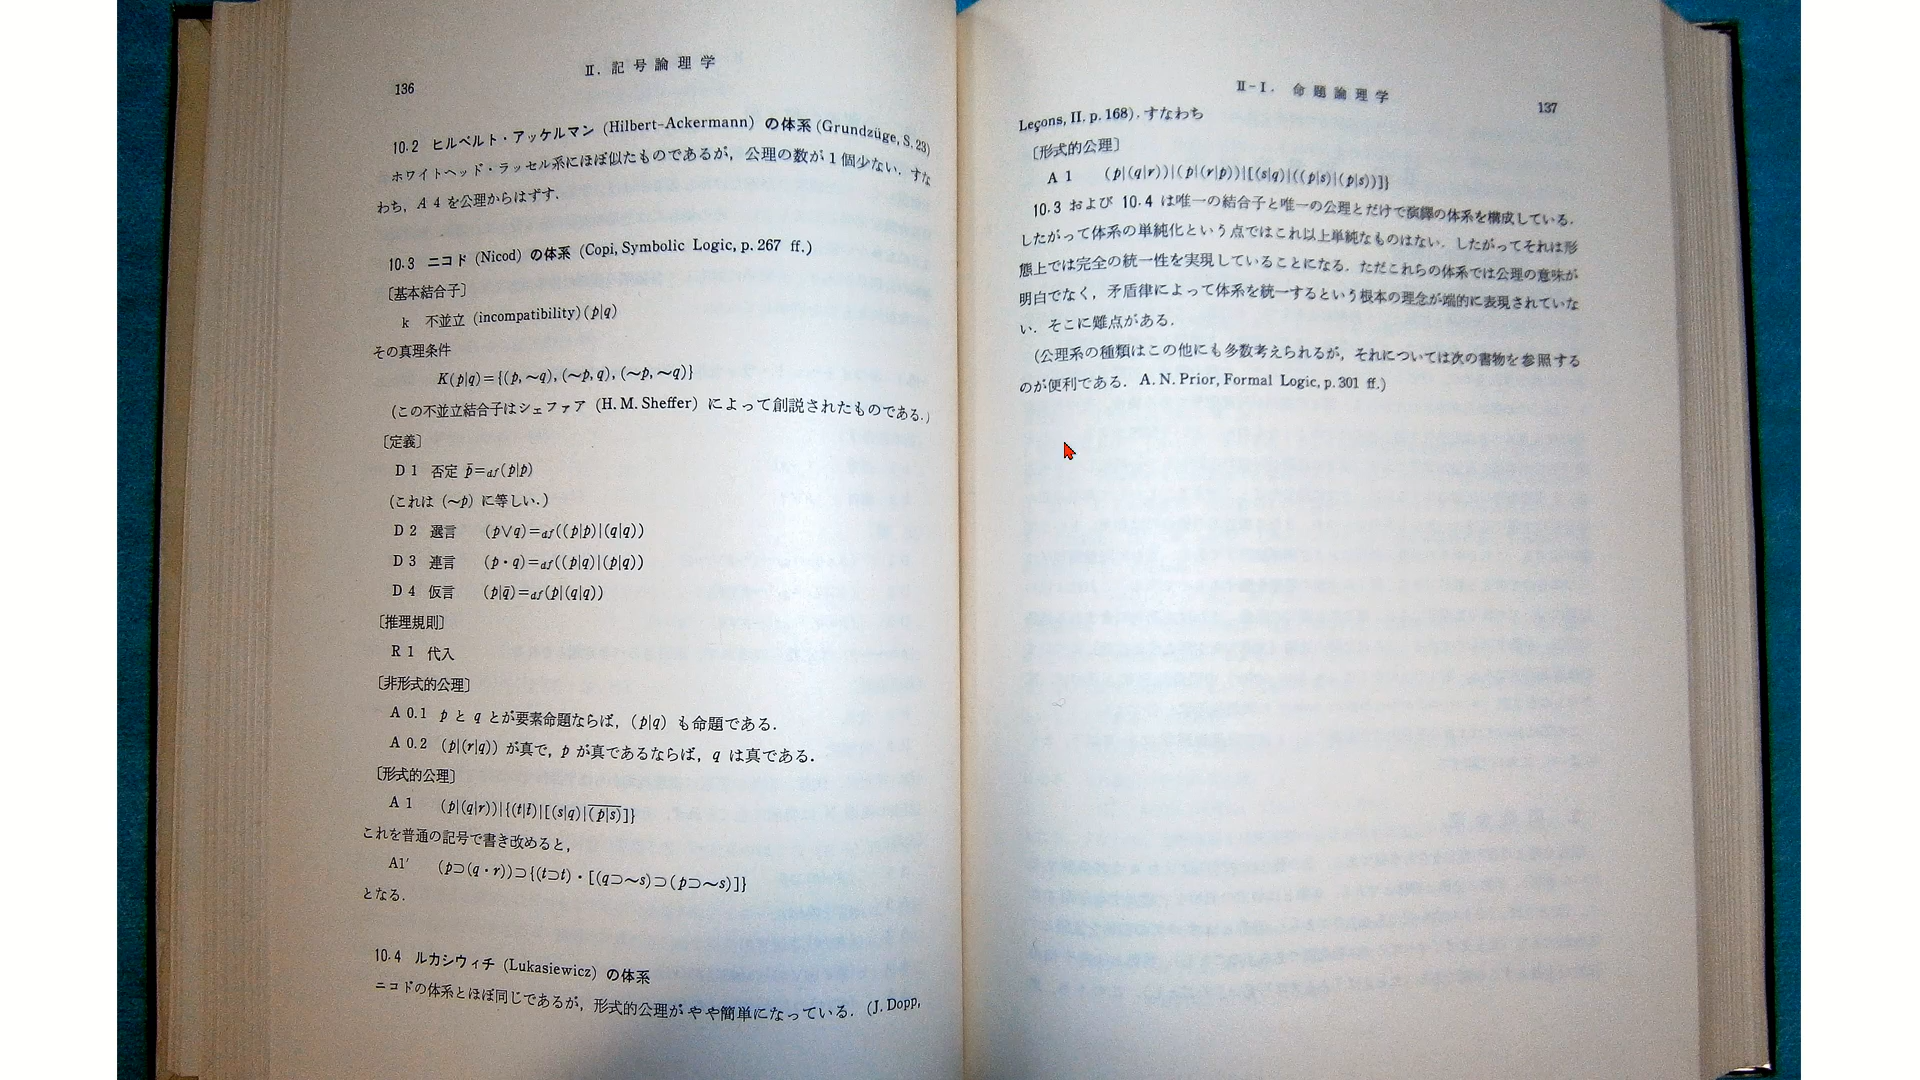 136
Ⅱ. 記号論理学
10.2 ヒルベルト・アッケルマン (Hilbert-Ackermann) の体系 (Grundzüge, S. 23)
ホワイトヘッド・ラッセル系にほぼ似たものであるが, 公理の数が1個少ない. すな
わち, A 4 を公理からはずす.
10.3 ニコド (Nicod) の体系 (Copi, Symbolic Logic, p. 267 ff.)
〔基本結合子〕
k 不並立 (incompatibility) (p|q)
その真理条件
K(p|q)={(p, ~q), (~p, q), (~p, ~q)}
(この不並立結合子はシェファア (H. M. Sheffer) によって創説されたものである.)
〔定義〕
D 1 否定 p̄=df(p|p)
(これは (~p) に等しい.)
D 2 選言 (p∨q)=df((p|p)|(q|q))
D 3 連言 (p・q)=df((p|q)|(p|q))
D 4 仮言 (p|q̄)=df(p|(q|q))
〔推理規則〕
R 1 代入
〔非形式的公理〕
A 0.1 p と q とが要素命題ならば, (p|q) も命題である.
A 0.2 (p|(r|q)) が真で, p が真であるならば, q は真である.
〔形式的公理〕
A 1 (p|(q|r))|{(t|t̄)|[(s|q)|(p̅|̅s̅)]}
これを普通の記号で書き改めると,
A1′ (p⊃(q・r))⊃{(t⊃t)・[(q⊃~s)⊃(p⊃~s)]}
となる.
10.4 ルカシウィチ (Lukasiewicz) の体系
ニコドの体系とほぼ同じであるが, 形式的公理がやや簡単になっている. (J. Dopp,
Ⅱ-Ⅰ. 命題論理学
137
Leçons, II. p. 168). すなわち
〔形式的公理〕
A 1 (p|(q|r))|(p|(r|p))|[(s|q)|((p|s)|(p|s))]}
10.3 および 10.4 は唯一の結合子と唯一の公理とだけで演繹の体系を構成している.
したがって体系の単純化という点ではこれ以上単純なものはない. したがってそれは形
態上では完全の統一性を実現していることになる. ただこれらの体系では公理の意味が
明白でなく, 矛盾律によって体系を統一するという根本の理念が端的に表現されていな
い. そこに難点がある.
(公理系の種類はこの他にも多数考えられるが, それについては次の書物を参照する
のが便利である. A. N. Prior, Formal Logic, p. 301 ff.)